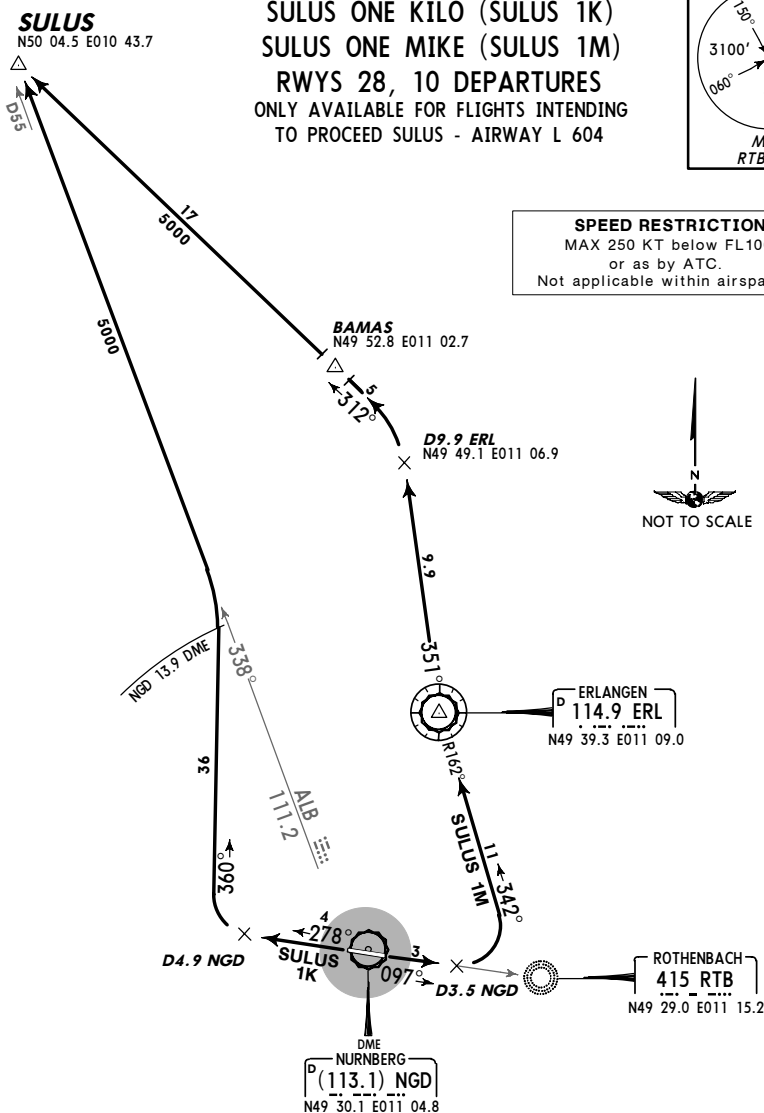 SULUS
N50 04.5 E010 43.7
SULUS ONE KILO (SULUS 1K)
SULUS ONE MIKE (SULUS 1M)
RWYS 28, 10 DEPARTURES
ONLY AVAILABLE FOR FLIGHTS INTENDING
TO PROCEED SULUS - AIRWAY L 604
150°
3100'
060°
RTB
D55
17
5000
SPEED RESTRICTION
MAX 250 KT below
or as by ATC.
Not applicable within
5000
BAMAS
N49 52.8 E011 02.7
5
312°
D9.9 ERL
N49 49.1 E011 06.9
N
NOT TO SCALE
9.9
351°
NGD 13.9 DME
338°
ERLANGEN
D 114.9 ERL
N49 39.3 E011 09.0
R162°
36
ALB
111.2
SULUS 1M
11
342°
360°
4
278°
SULUS
1K
3
097°
D4.9 NGD
D3.5 NGD
ROTHENBACH
415 RTB
N49 29.0 E011 15.2
DME
NURNBERG
D (113.1) NGD
N49 30.1 E011 04.8